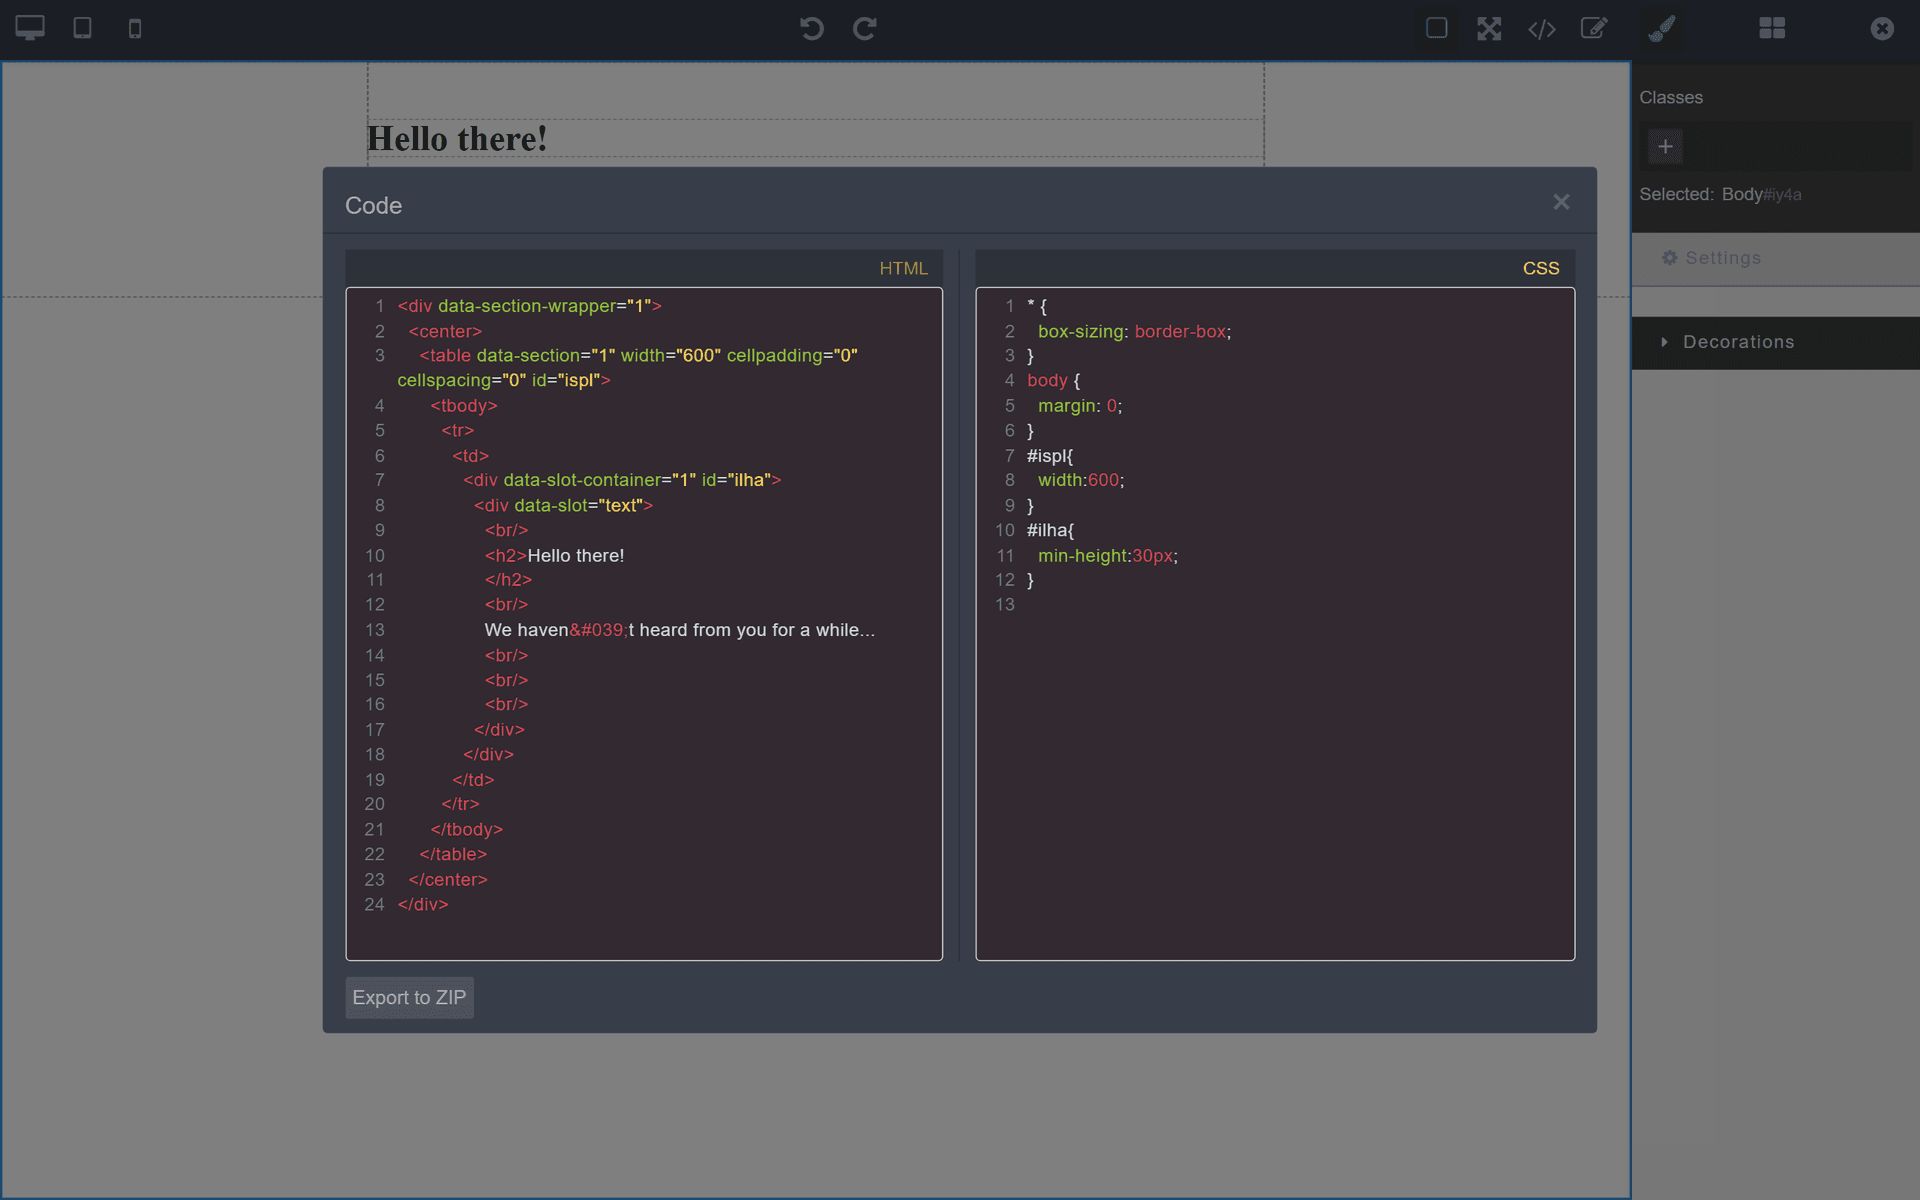 Hello there!
Classes
+
Selected: Body#iy4a
Settings
Decorations
Code
HTML
1 <div data-section-wrapper="1">
2 <center>
3 <table data-section="1" width="600" cellpadding="0"
cellspacing="0" id="ispl">
4 <tbody>
5 <tr>
6 <td>
7 <div data-slot-container="1" id="ilha">
8 <div data-slot="text">
9 <br/>
10 <h2>Hello there!
11 </h2>
12 <br/>
13 We haven&#039;t heard from you for a while...
14 <br/>
15 <br/>
16 <br/>
17 </div>
18 </div>
19 </td>
20 </tr>
21 </tbody>
22 </table>
23 </center>
24 </div>
CSS
1 * {
2 box-sizing: border-box;
3 }
4 body {
5 margin: 0;
6 }
7 #ispl{
8 width:600;
9 }
10 #ilha{
11 min-height:30px;
12 }
13
Export to ZIP